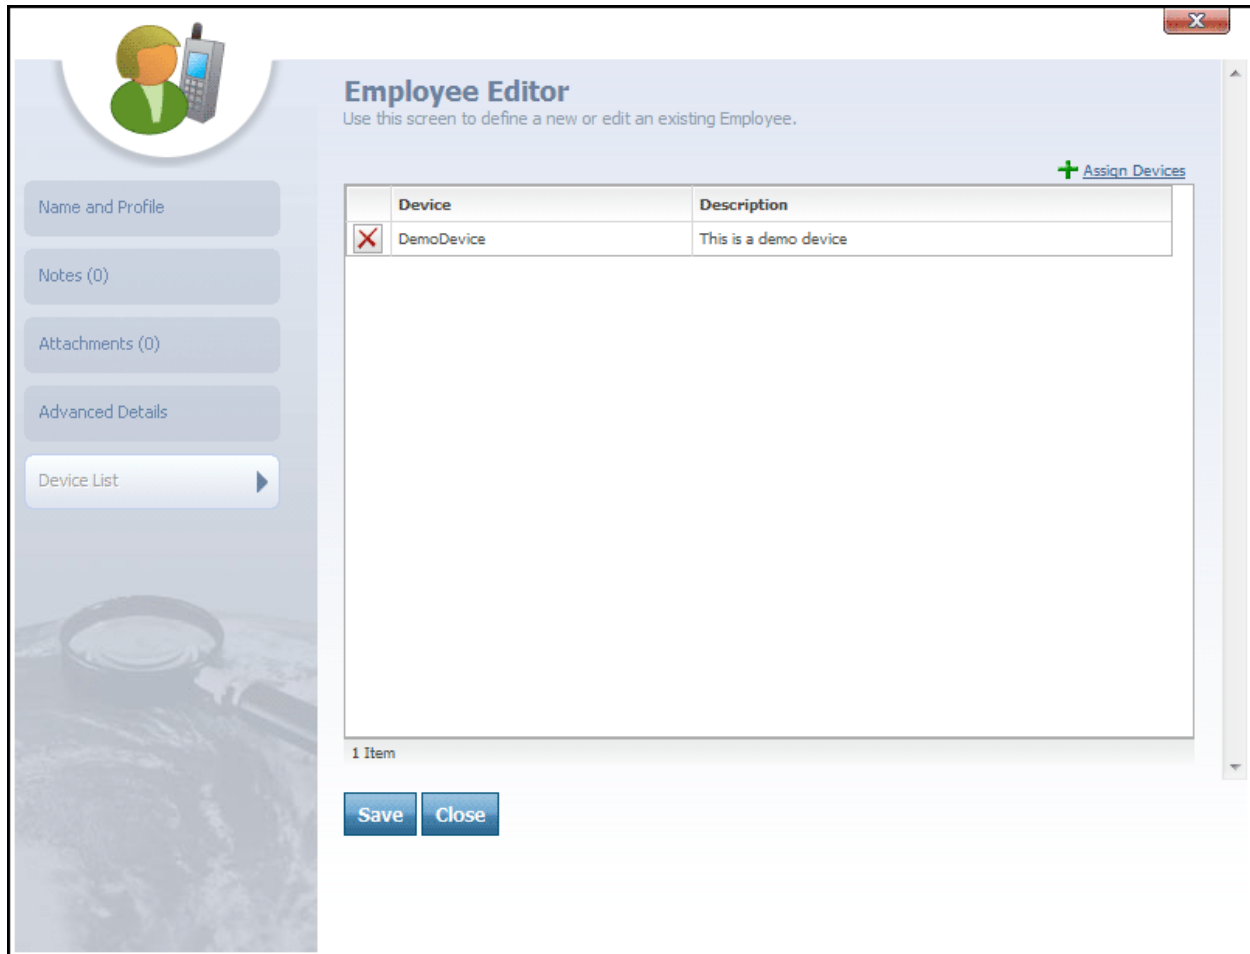 X
Employee Editor
Use this screen to define a new or edit an existing Employee.
Assign Devices
Name and Profile
Notes (0)
Attachments (0)
Advanced Details
Device List
Device Description
DemoDevice This is a demo device
1 Item
Save Close